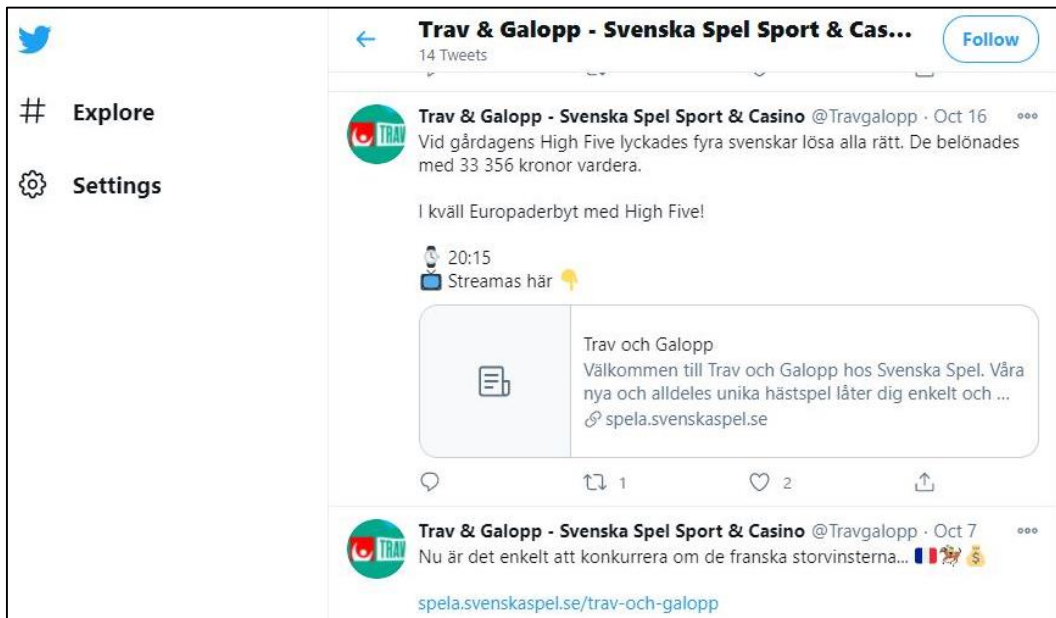 Trav & Galopp - Svenska Spel Sport & Cas...
14 Tweets
Follow
Explore
Settings
Trav & Galopp - Svenska Spel Sport & Casino @Travgalopp · Oct 16
Vid gårdagens High Five lyckades fyra svenskar lösa alla rätt. De belönades
med 33 356 kronor vardera.
I kväll Europaderbyt med High Five!
⌚ 20:15
📺 Streamas här 👇
Trav och Galopp
Välkommen till Trav och Galopp hos Svenska Spel. Våra
nya och alldeles unika hästspel låter dig enkelt och ...
spela.svenskaspel.se
1
2
TRAV
Trav & Galopp - Svenska Spel Sport & Casino @Travgalopp · Oct 7
Nu är det enkelt att konkurrera om de franska storvinsterna... 🇫🇷🏇💰
spela.svenskaspel.se/trav-och-galopp
TRAV